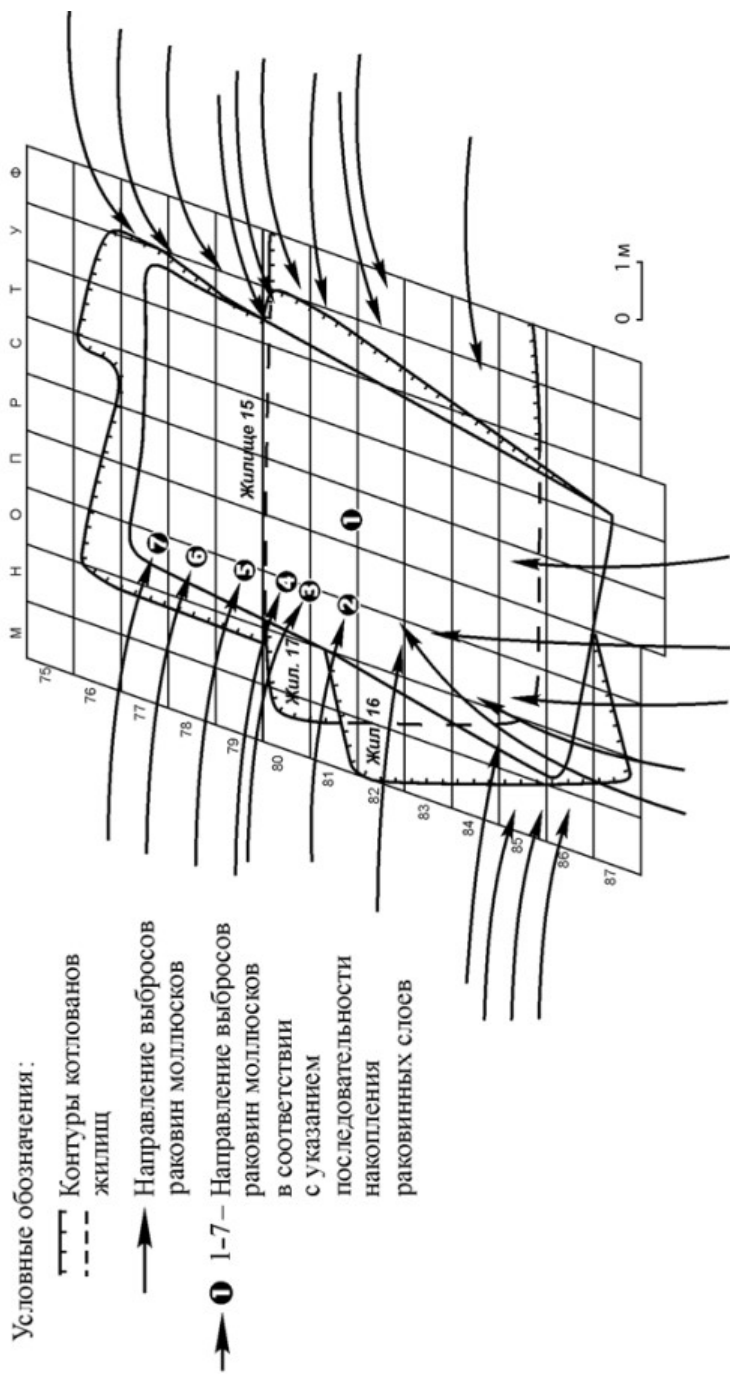 Условные обозначения:
Контуры котлованов
жилищ
Направление выбросов
раковин моллюсков
1 1-7 – Направление выбросов
раковин моллюсков
в соответствии
с указанием
последовательности
накопления
раковинных слоев
М Н О П Р С Т У Ф
75
76
77
78
79
80
81
82
83
84
85
86
87
Жилище 15
Жил. 17
Жил. 16
7
6
5
4
3
2
1
0 1 м